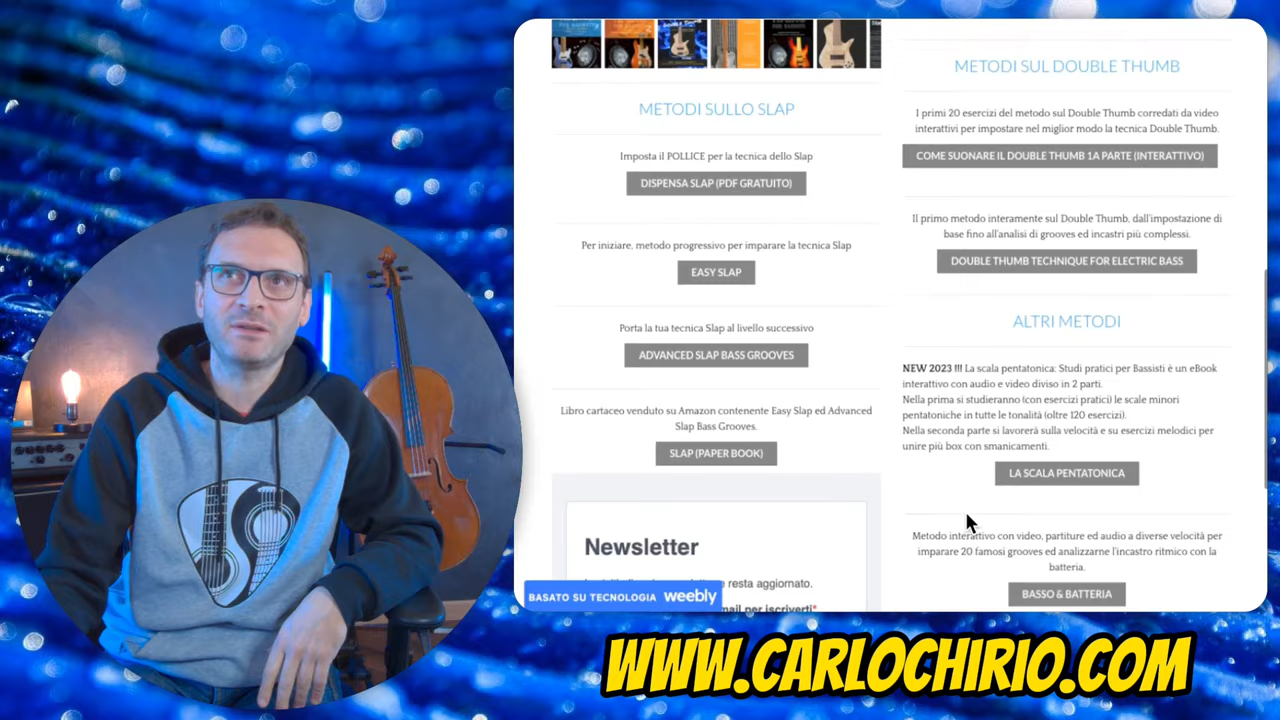 METODI SULLO SLAP
Imposta il POLLICE per la tecnica dello Slap
DISPENSA SLAP (PDF GRATUITO)
Per iniziare, metodo progressivo per imparare la tecnica Slap
EASY SLAP
Porta la tua tecnica Slap al livello successivo
ADVANCED SLAP BASS GROOVES
Libro cartaceo venduto su Amazon contenente Easy Slap ed Advanced
Slap Bass Grooves.
SLAP (PAPER BOOK)
Newsletter
resta aggiornato.
mail per iscriverti*
BASATO SU TECNOLOGIA weebly
METODI SUL DOUBLE THUMB
I primi 20 esercizi del metodo sul Double Thumb corredati da video
interattivi per impostare nel miglior modo la tecnica Double Thumb.
COME SUONARE IL DOUBLE THUMB 1A PARTE (INTERATTIVO)
Il primo metodo interamente sul Double Thumb, dall'impostazione di
base fino all'analisi di grooves ed incastri più complessi.
DOUBLE THUMB TECHNIQUE FOR ELECTRIC BASS
ALTRI METODI
NEW 2023 !!! La scala pentatonica: Studi pratici per Bassisti è un eBook
interattivo con audio e video diviso in 2 parti.
Nella prima si studieranno (con esercizi pratici) le scale minori
pentatoniche in tutte le tonalità (oltre 120 esercizi).
Nella seconda parte si lavorerà sulla velocità e su esercizi melodici per
unire più box con smanicamenti.
LA SCALA PENTATONICA
Metodo interattivo con video, partiture ed audio a diverse velocità per
imparare 20 famosi grooves ed analizzarne l'incastro ritmico con la
batteria.
BASSO & BATTERIA
WWW.CARLOCHIRIO.COM